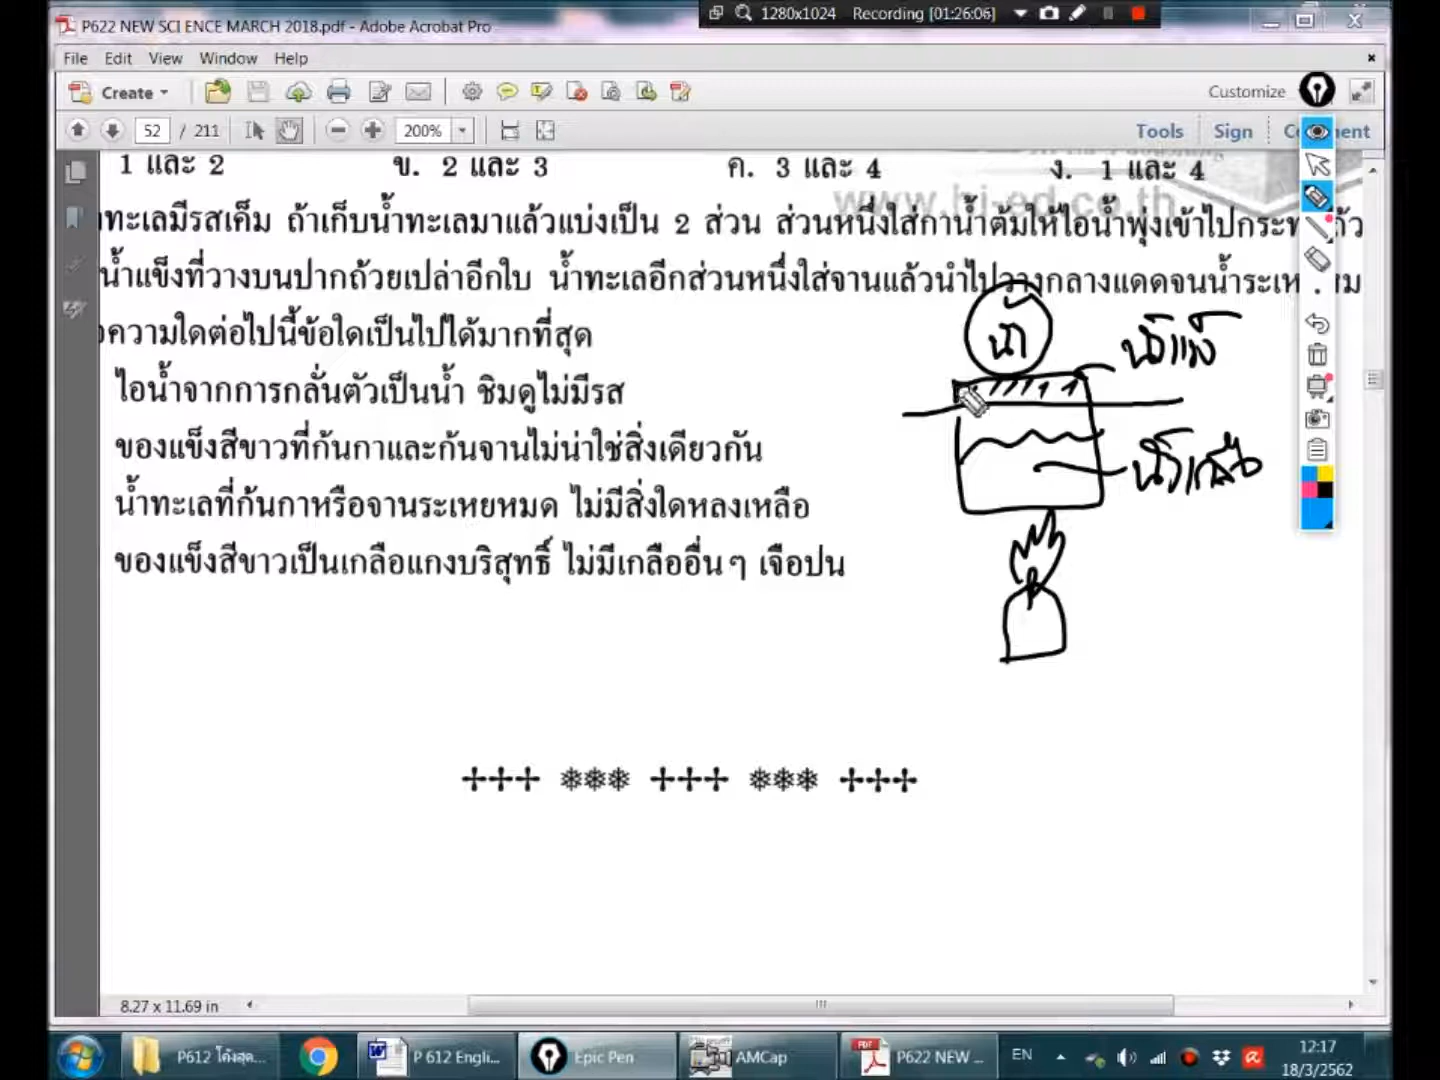 P622 NEW SCI ENCE MARCH 2018.pdf - Adobe Acrobat Pro
1280x1024 Recording [01:26:06]
File Edit View Window Help
Create Customize
52 / 211 200% Tools Sign
1 และ 2 ข. 2 และ 3 ค. 3 และ 4 ง. 1 และ 4
www.hi-ed.co.th
ทะเลมีรสเค็ม ถ้าเก็บน้ำทะเลมาแล้วแบ่งเป็น 2 ส่วน ส่วนหนึ่งใส่กาน้ำต้มให้ไอน้ำพุ่งเข้าไปกระทบ
น้ำแข็งที่วางบนปากถ้วยเปล่าอีกใบ น้ำทะเลอีกส่วนหนึ่งใส่จานแล้วนำไปวางกลางแดดจนน้ำระเหย
ความใดต่อไปนี้ข้อใดเป็นไปได้มากที่สุด
น้ำ
น้ำแข็ง
ไอน้ำจากการกลั่นตัวเป็นน้ำ ชิมดูไม่มีรส
ของแข็งสีขาวที่ก้นกาและก้นจานไม่น่าใช่สิ่งเดียวกัน
น้ำเกลือ
น้ำทะเลที่ก้นกาหรือจานระเหยหมด ไม่มีสิ่งใดหลงเหลือ
ของแข็งสีขาวเป็นเกลือแกงบริสุทธิ์ ไม่มีเกลืออื่นๆ เจือปน
8.27 x 11.69 in
P612 โค้งสุด... P 612 Engli... Epic Pen AMCap P622 NEW ... EN 12:17
18/3/2562